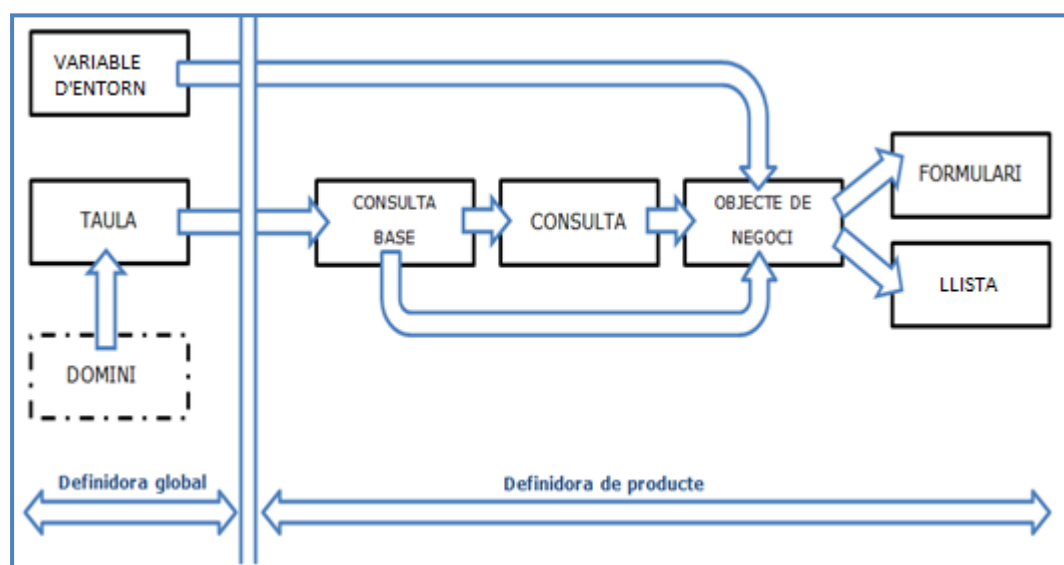 VARIABLE
D'ENTORN
TAULA
DOMINI
CONSULTA
BASE
CONSULTA
OBJECTE DE
NEGOCI
FORMULARI
LLISTA
Definidora global
Definidora de producte